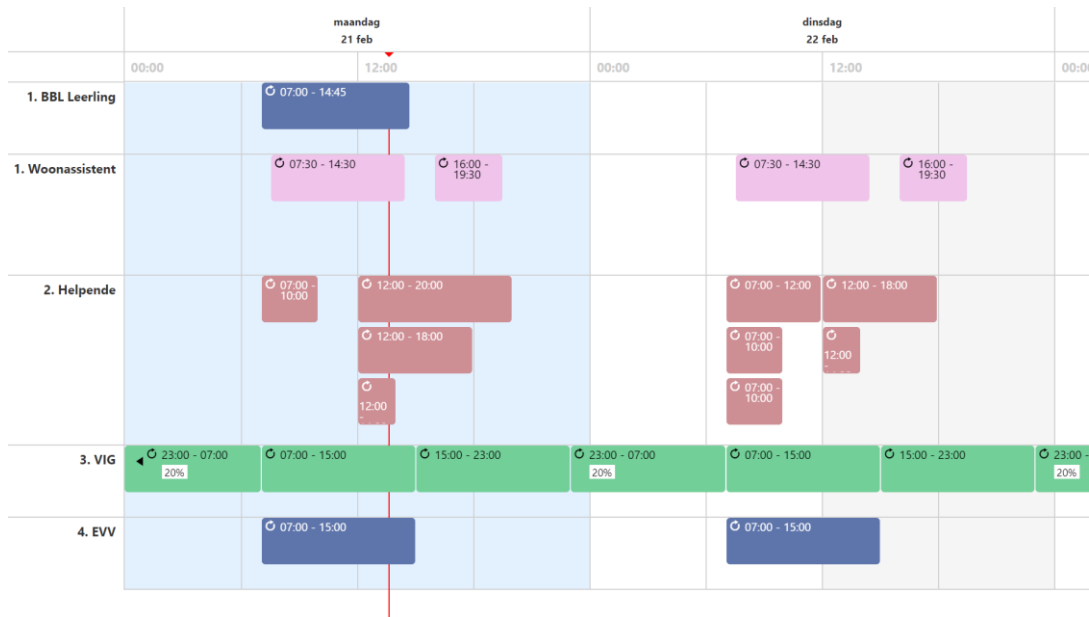 maandag
21 feb
dinsdag
22 feb
00:00
12:00
00:00
12:00
1. BBL Leerling
07:00 - 14:45
1. Woonassistent
07:30 - 14:30
16:00 -
19:30
07:30 - 14:30
16:00 -
19:30
2. Helpende
07:00 -
10:00
12:00 - 20:00
07:00 - 12:00
12:00 - 18:00
12:00 - 18:00
07:00 -
10:00
12:00
-
12:00
-
07:00 -
10:00
3. VIG
23:00 - 07:00
20%
07:00 - 15:00
15:00 - 23:00
23:00 - 07:00
20%
07:00 - 15:00
15:00 - 23:00
23:00 -
20%
4. EVV
07:00 - 15:00
07:00 - 15:00